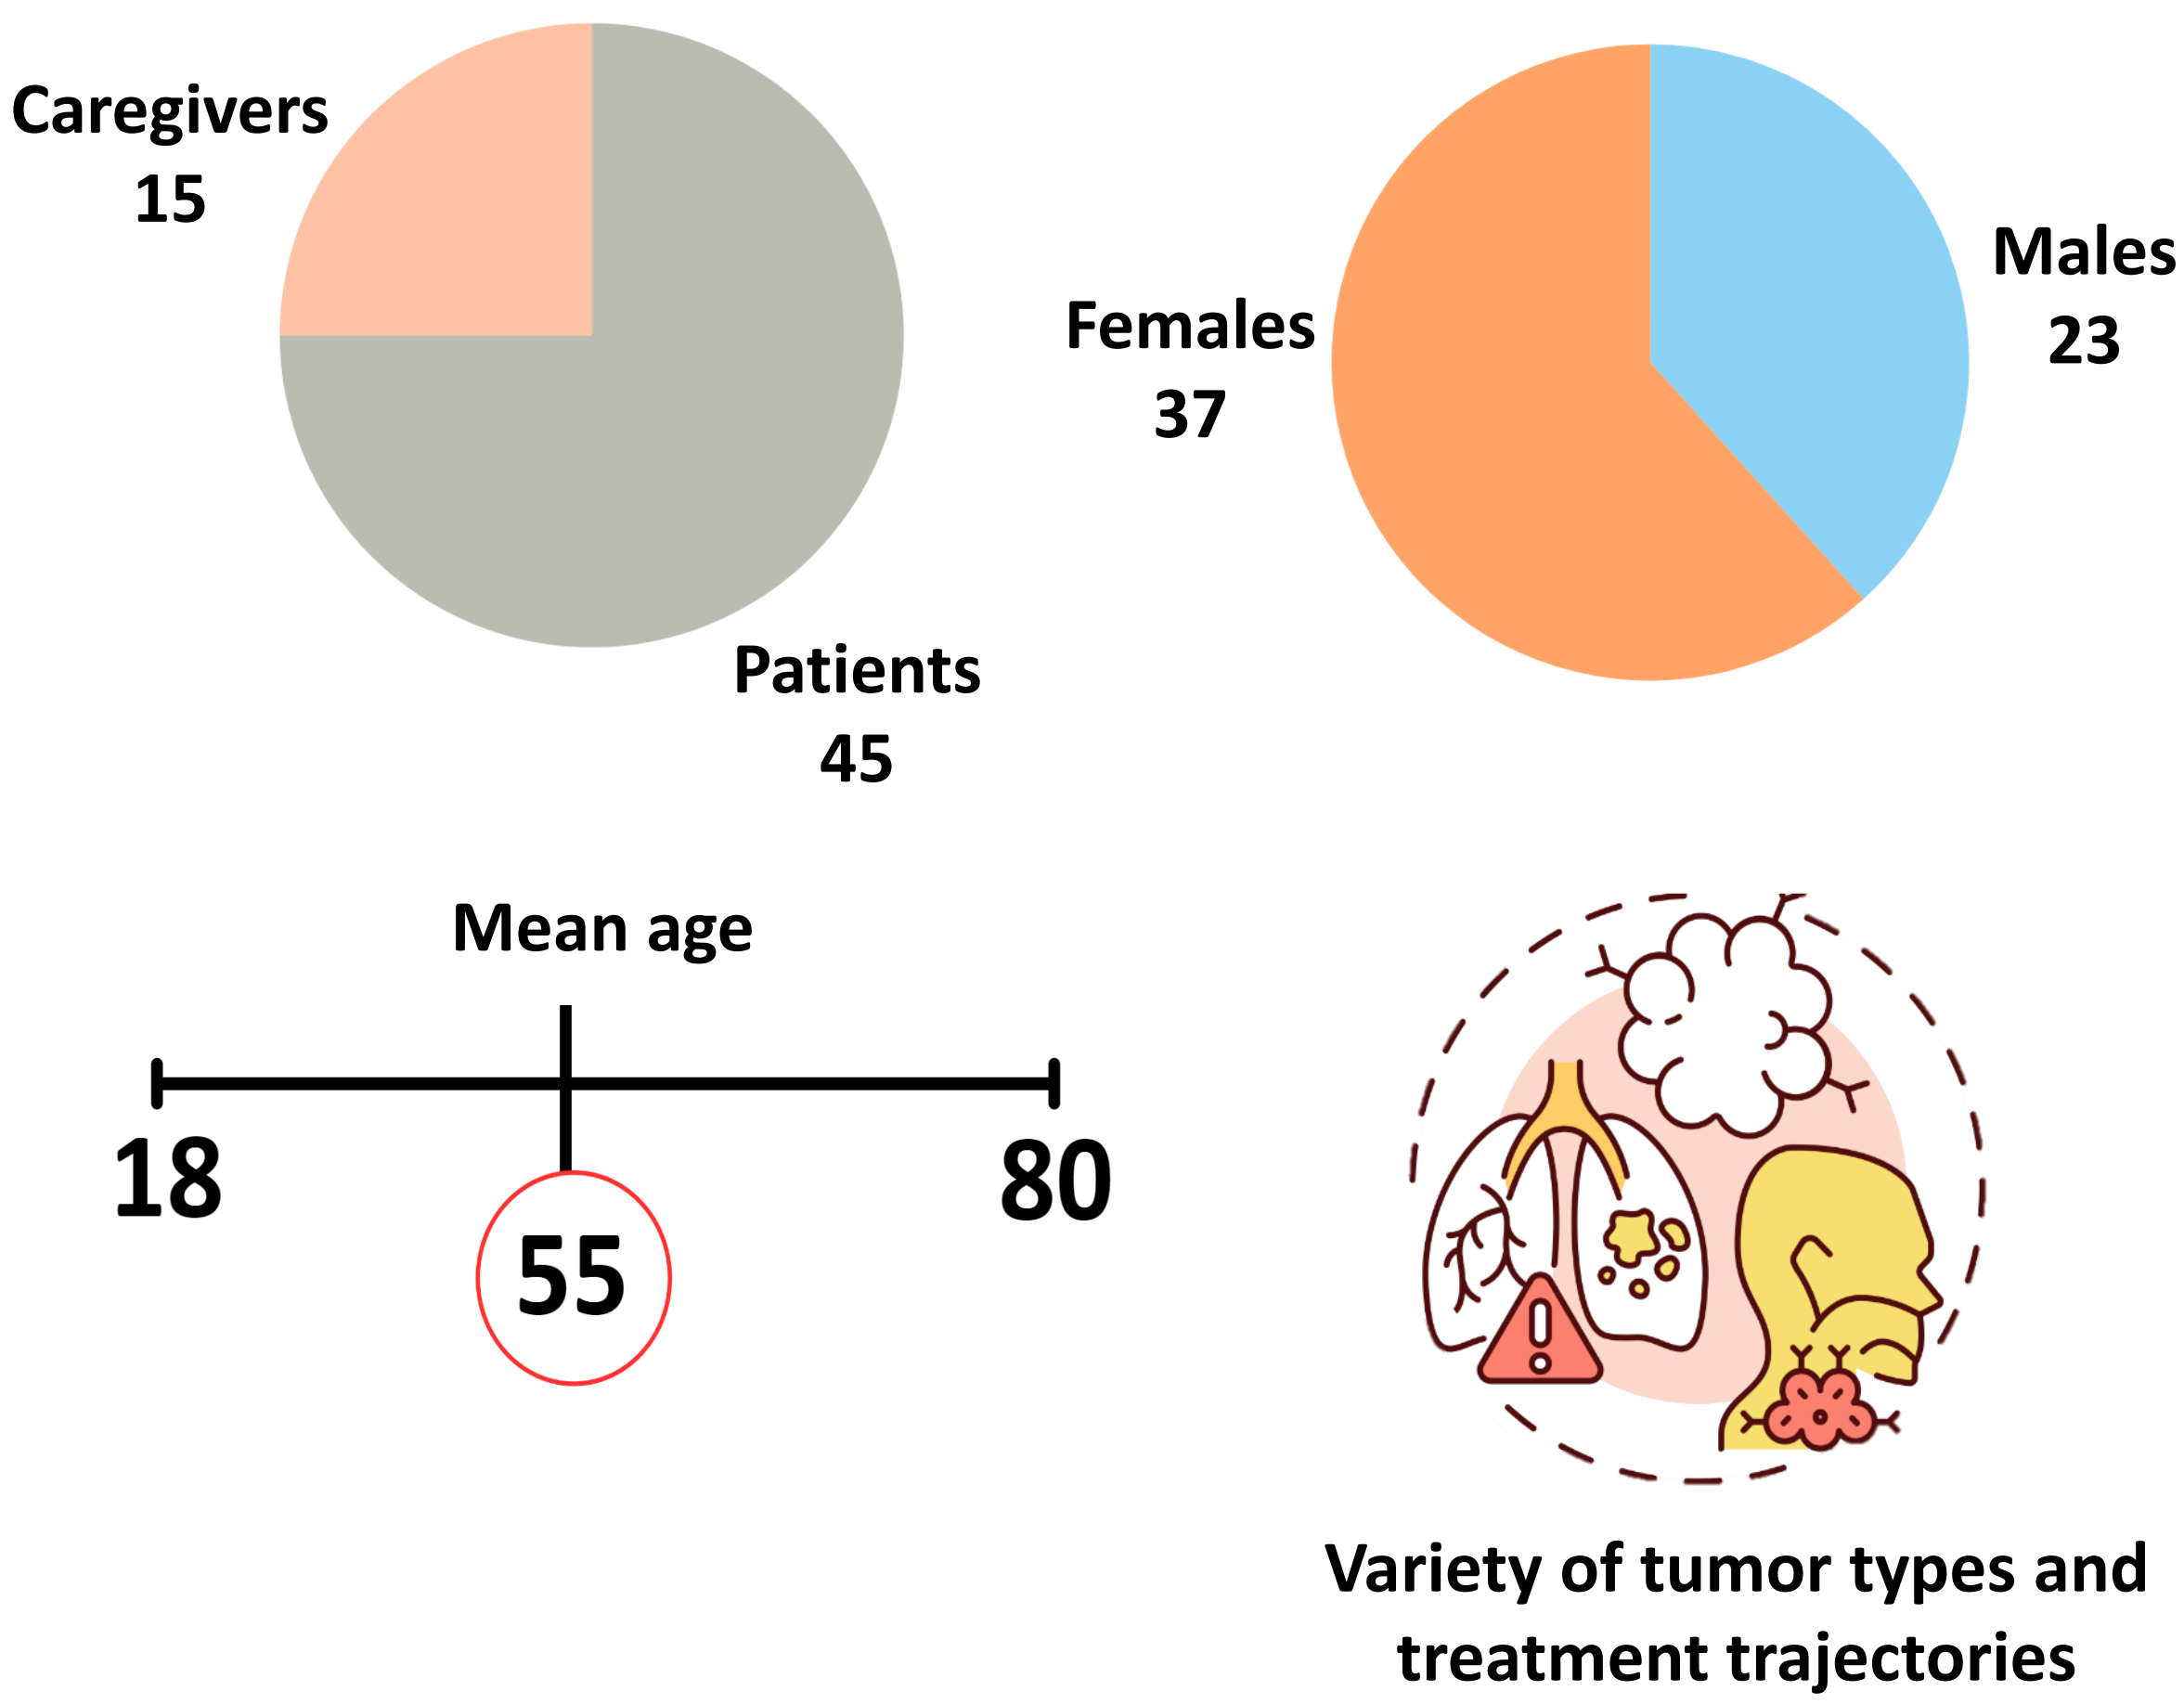 Caregivers
15
Patients
45
Females
37
Males
23
Mean age
18
80
55
Variety of tumor types and
treatment trajectories